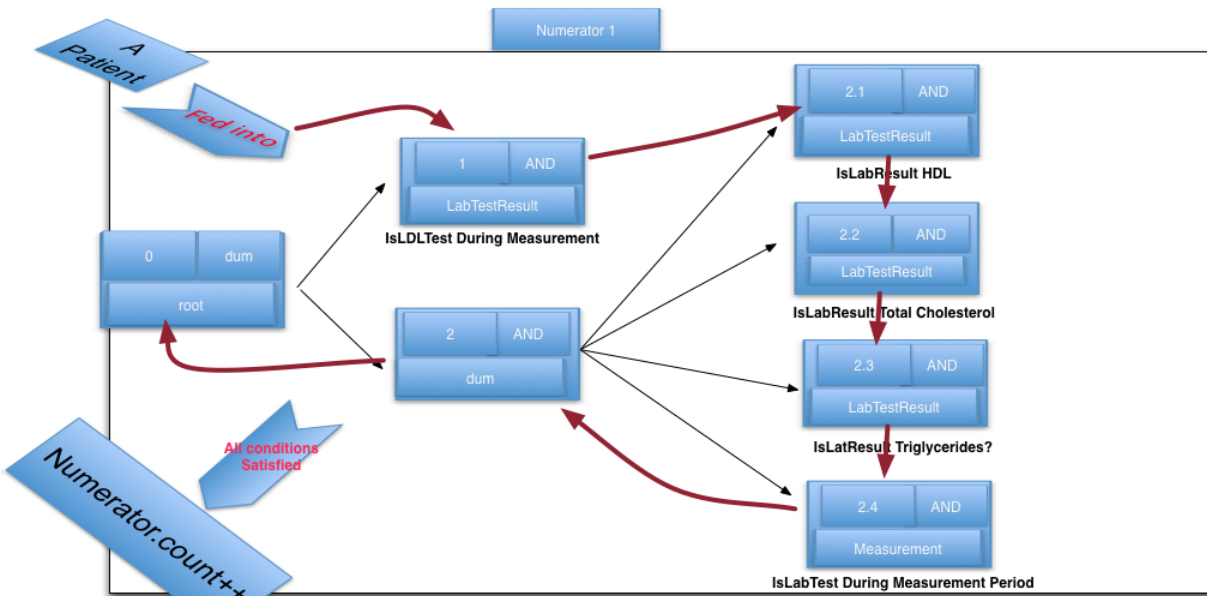 Numerator 1
A
Patient
Fed into
1 AND
LabTestResult
IsLDLTest During Measurement
0 dum
root
2 AND
dum
2.1 AND
LabTestResult
IsLabResult HDL
2.2 AND
LabTestResult
IsLabResult Total Cholesterol
2.3 AND
LabTestResult
IsLatResult Triglycerides?
2.4 AND
Measurement
IsLabTest During Measurement Period
All conditions
Satisfied
Numerator.count++